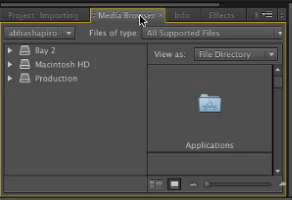 Project: Importing Media Browser Info Effects
abbashapiro Files of type: All Supported Files
Bay 2
Macintosh HD
Production
View as: File Directory
Applications